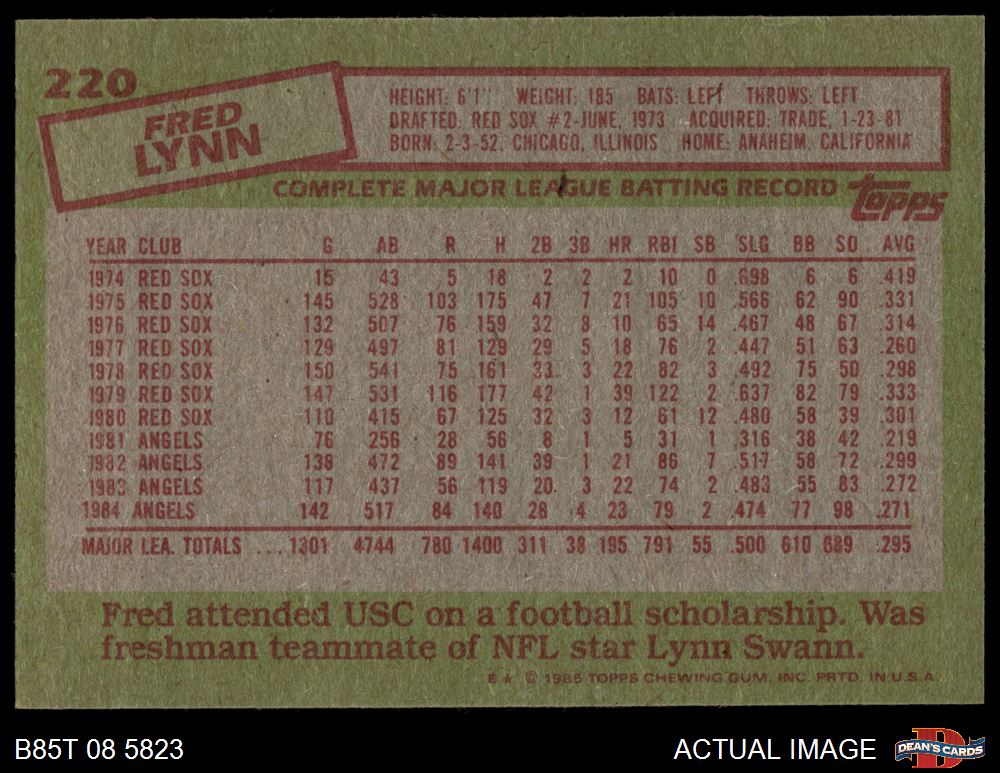 220
FRED
LYNN
HEIGHT: 6'1" WEIGHT: 185 BATS: LEFT THROWS: LEFT
DRAFTED: RED SOX #2-JUNE, 1973 ACQUIRED: TRADE, 1-23-81
BORN: 2-3-52, CHICAGO, ILLINOIS HOME: ANAHEIM, CALIFORNIA
COMPLETE MAJOR LEAGUE BATTING RECORD topps
YEAR CLUB G AB R H 2B 3B HR RBI SB SLG BB SO AVG
1974 RED SOX 15 43 5 18 2 2 2 10 0 .698 6 6 .419
1975 RED SOX 145 528 103 175 47 7 21 105 10 .566 62 90 .331
1976 RED SOX 132 507 76 159 32 8 10 65 14 .467 48 67 .314
1977 RED SOX 129 497 81 129 29 5 18 76 2 .447 51 63 .260
1978 RED SOX 150 541 75 161 33 3 22 82 3 .492 75 50 .298
1979 RED SOX 147 531 116 177 42 1 39 122 2 .637 82 79 .333
1980 RED SOX 110 415 67 125 32 3 12 61 12 .480 58 39 .301
1981 ANGELS 76 256 28 56 8 1 5 31 1 .316 38 42 .219
1982 ANGELS 138 472 89 141 39 1 21 86 7 .517 58 72 .299
1983 ANGELS 117 437 56 119 20 3 22 74 2 .483 55 83 .272
1984 ANGELS 142 517 84 140 28 4 23 79 2 .474 77 98 .271
MAJOR LEA. TOTALS ... 1301 4744 780 1400 311 38 195 791 55 .500 610 689 .295
Fred attended USC on a football scholarship. Was
freshman teammate of NFL star Lynn Swann.
B★ © 1985 TOPPS CHEWING GUM, INC. PRTD. IN U.S.A.
B85T 08 5823 ACTUAL IMAGE DEAN'S CARDS